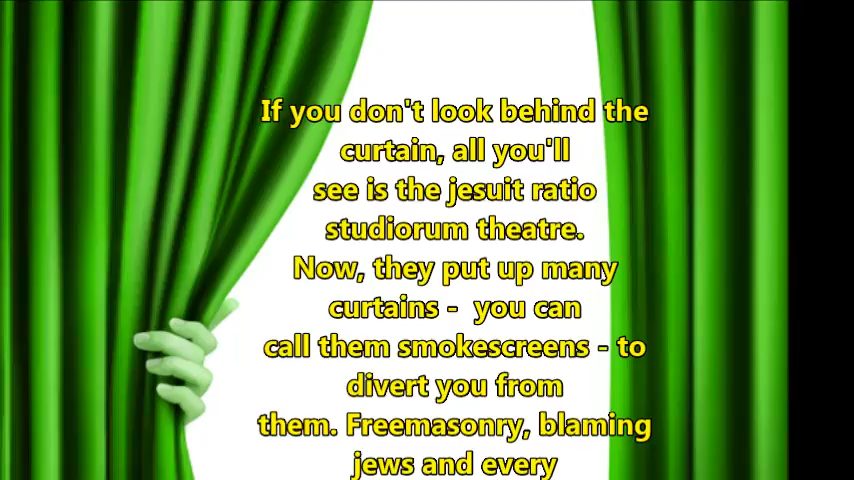 If you don't look behind the
curtain, all you'll
see is the jesuit ratio
studiorum theatre.
Now, they put up many
curtains -  you can
call them smokescreens - to
divert you from
them. Freemasonry, blaming
jews and every